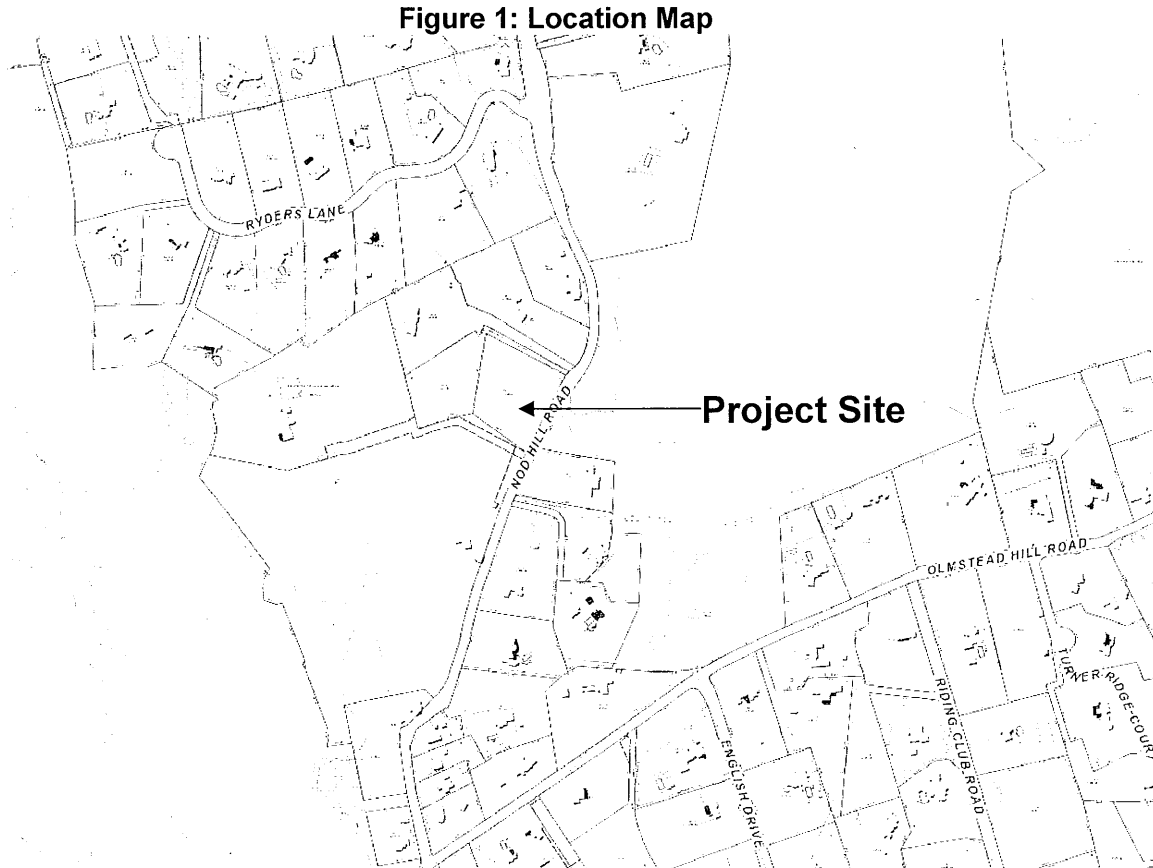 Figure 1: Location Map
RYDERS LANE
NOD HILL ROAD
Project Site
OLMSTEAD HILL ROAD
TURNER RIDGE COURT
RIDING CLUB ROAD
ENGLISH DRIVE